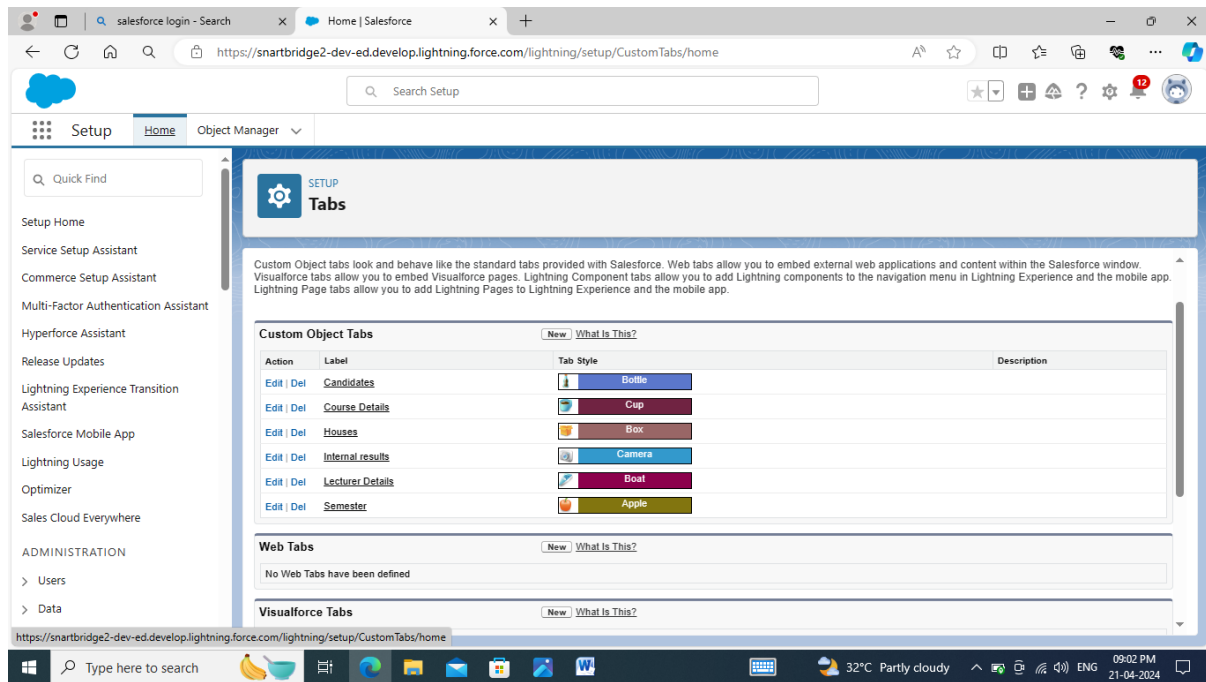 salesforce login - Search
Home | Salesforce
https://snartbridge2-dev-ed.develop.lightning.force.com/lightning/setup/CustomTabs/home
Search Setup
12
Setup Home Object Manager
Quick Find
Setup Home
Service Setup Assistant
Commerce Setup Assistant
Multi-Factor Authentication Assistant
Hyperforce Assistant
Release Updates
Lightning Experience Transition
Assistant
Salesforce Mobile App
Lightning Usage
Optimizer
Sales Cloud Everywhere
ADMINISTRATION
> Users
> Data
SETUP
Tabs
Custom Object tabs look and behave like the standard tabs provided with Salesforce. Web tabs allow you to embed external web applications and content within the Salesforce window.
Visualforce tabs allow you to embed Visualforce pages. Lightning Component tabs allow you to add Lightning components to the navigation menu in Lightning Experience and the mobile app.
Lightning Page tabs allow you to add Lightning Pages to Lightning Experience and the mobile app.
Custom Object Tabs New What Is This?
Action Label Tab Style Description
Edit | Del Candidates Bottle
Edit | Del Course Details Cup
Edit | Del Houses Box
Edit | Del Internal results Camera
Edit | Del Lecturer Details Boat
Edit | Del Semester Apple
Web Tabs New What Is This?
No Web Tabs have been defined
Visualforce Tabs New What Is This?
https://snartbridge2-dev-ed.develop.lightning.force.com/lightning/setup/CustomTabs/home
Type here to search
32°C Partly cloudy
ENG
09:02 PM
21-04-2024